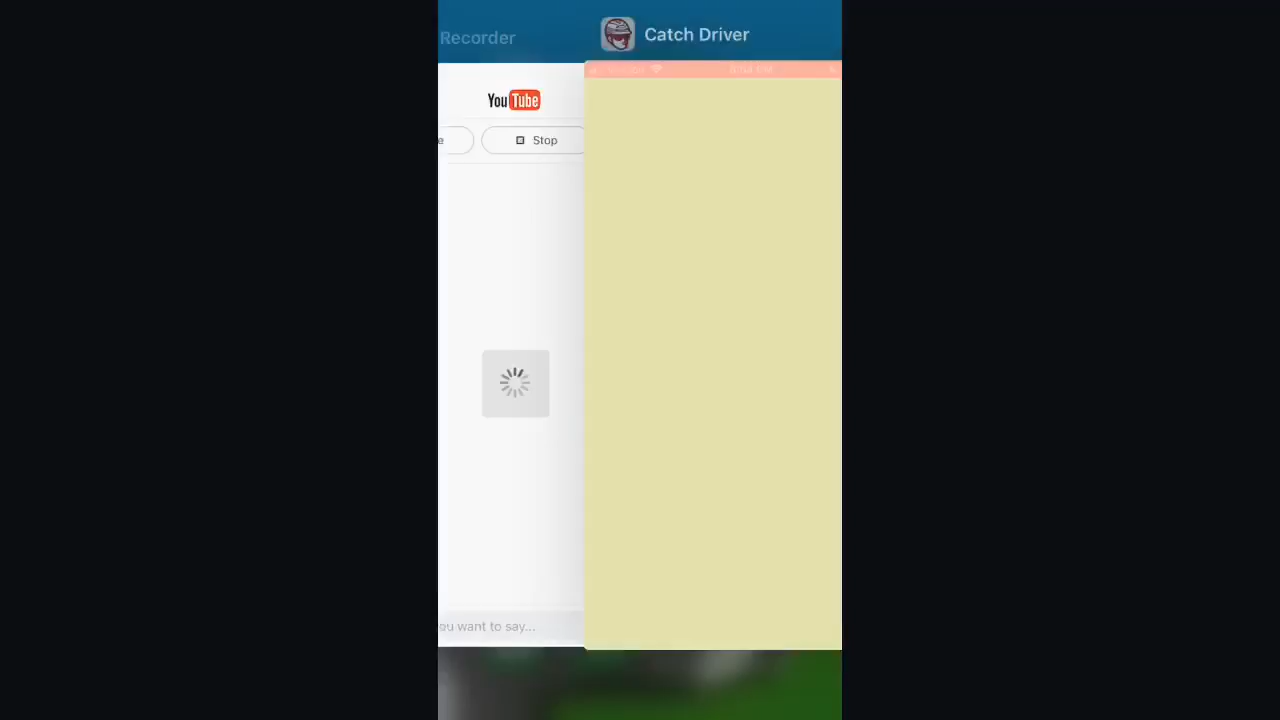 Recorder
Catch Driver
YouTube
e
Stop
ou want to say...